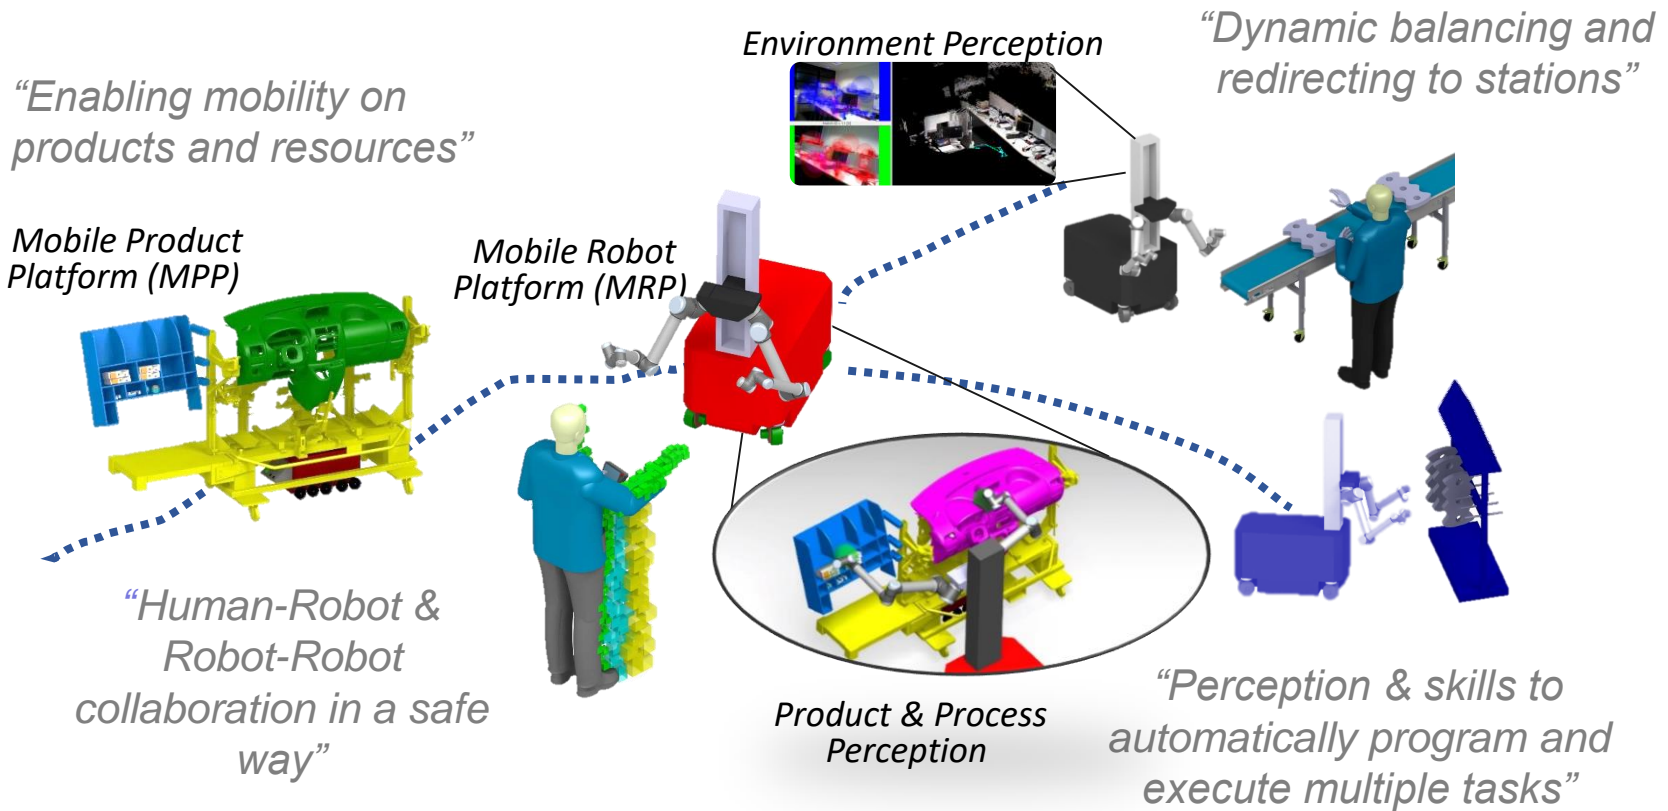 Environment Perception
“Dynamic balancing and
redirecting to stations”
“Enabling mobility on
products and resources”
Mobile Product
Platform (MPP)
Mobile Robot
Platform (MRP)
“Human-Robot &
Robot-Robot
collaboration in a safe
way”
Product & Process
Perception
“Perception & skills to
automatically program and
execute multiple tasks”